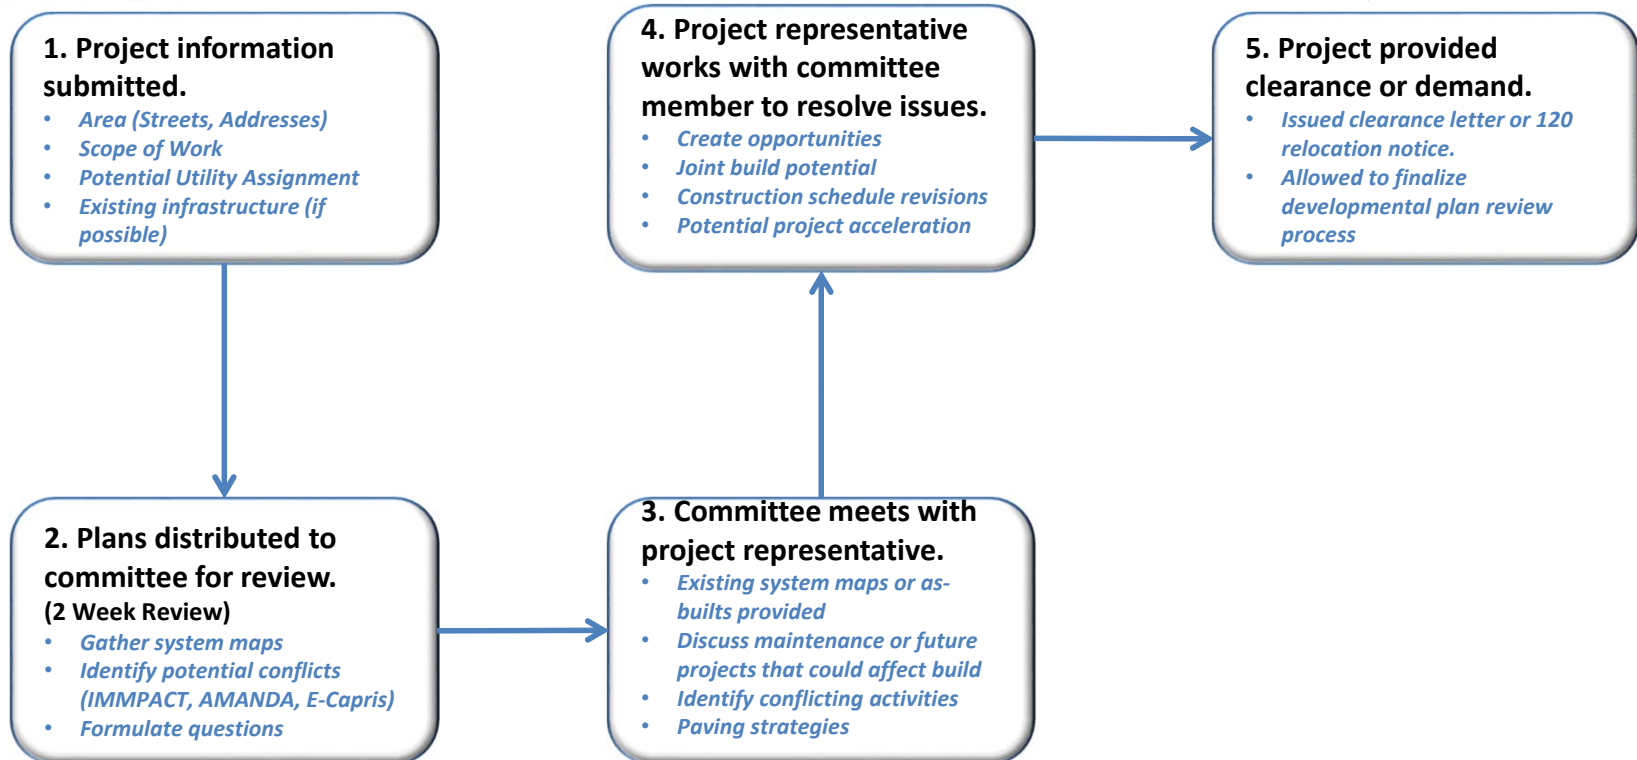 1. Project information
submitted.
• Area (Streets, Addresses)
• Scope of Work
• Potential Utility Assignment
• Existing infrastructure (if
possible)
2. Plans distributed to
committee for review.
(2 Week Review)
• Gather system maps
• Identify potential conflicts
(IMMPACT, AMANDA, E-Capris)
• Formulate questions
3. Committee meets with
project representative.
• Existing system maps or as-
builts provided
• Discuss maintenance or future
projects that could affect build
• Identify conflicting activities
• Paving strategies
4. Project representative
works with committee
member to resolve issues.
• Create opportunities
• Joint build potential
• Construction schedule revisions
• Potential project acceleration
5. Project provided
clearance or demand.
• Issued clearance letter or 120
relocation notice.
• Allowed to finalize
developmental plan review
process